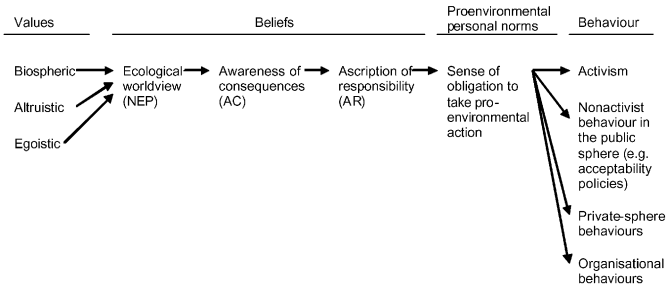 Values
Beliefs
Proenvironmental
personal norms
Behaviour
Biospheric
Altruistic
Egoistic
Ecological
worldview
(NEP)
Awareness of
consequences
(AC)
Ascription of
responsibility
(AR)
Sense of
obligation to
take pro-
environmental
action
Activism
Nonactivist
behaviour in
the public
sphere (e.g.
acceptability
policies)
Private-sphere
behaviours
Organisational
behaviours